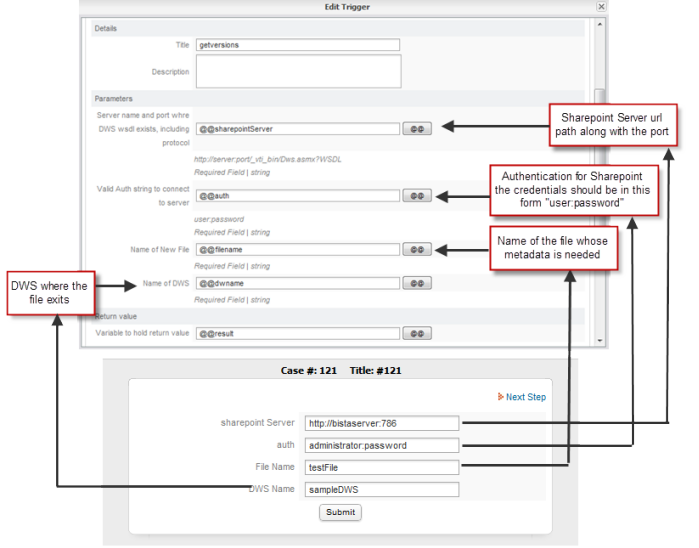 Edit Trigger
Details
Title
getversions
Description
Parameters
Server name and port whre
DWS wsdl exists, including
protocol
@@sharepointServer
@@
http://server:port/_vti_bin/Dws.asmx?WSDL
Required Field | string
Valid Auth string to connect
to server
@@auth
@@
user:password
Required Field | string
Name of New File
@@filename
@@
Required Field | string
Name of DWS
@@dwname
@@
Required Field | string
Return value
Variable to hold return value
@@result
@@
Sharepoint Server url
path along with the port
Authentication for Sharepoint
the credentials should be in this
form "user:password"
Name of the file whose
metadata is needed
DWS where the
file exits
Case #: 121 Title: #121
Next Step
sharepoint Server
http://bistaserver:786
auth
administrator:password
File Name
testFile
DWS Name
sampleDWS
Submit